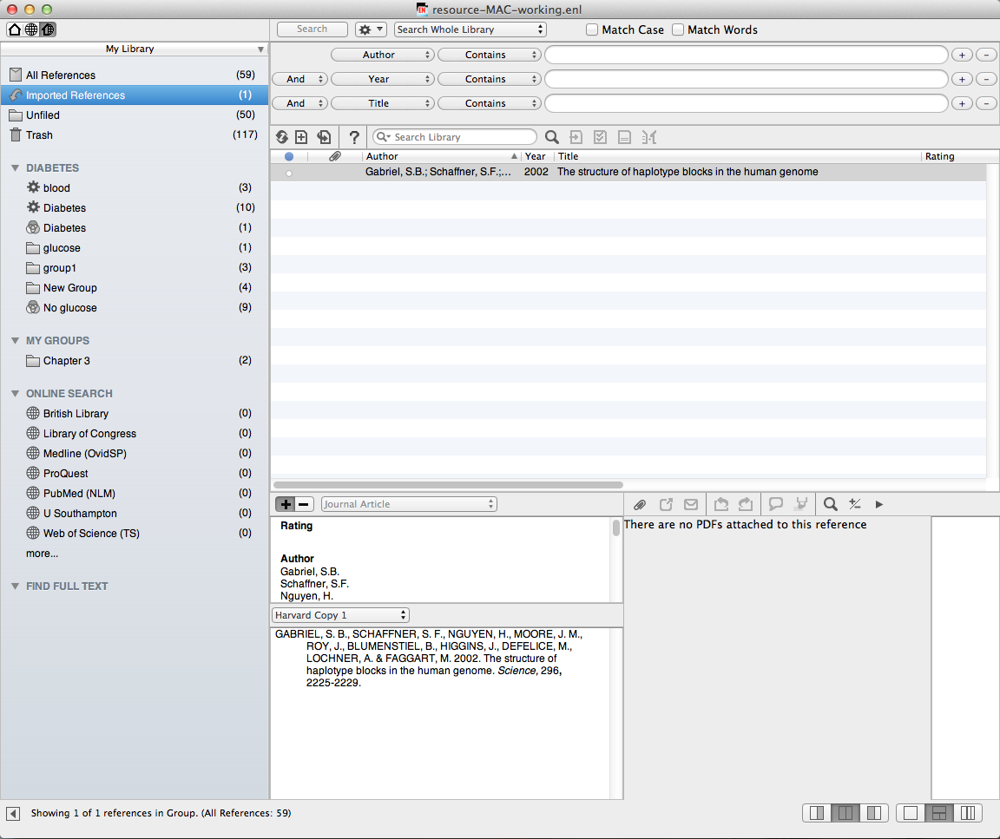 EN resource-MAC-working.enl
Search Search Whole Library Match Case Match Words
My Library
Author Contains + -
And Year Contains + -
And Title Contains + -
All References (59)
Imported References (1)
Unfiled (50)
Trash (117)
DIABETES
blood (3)
Diabetes (10)
Diabetes (1)
glucose (1)
group1 (3)
New Group (4)
No glucose (9)
MY GROUPS
Chapter 3 (2)
ONLINE SEARCH
British Library (0)
Library of Congress (0)
Medline (OvidSP) (0)
ProQuest (0)
PubMed (NLM) (0)
U Southampton (0)
Web of Science (TS) (0)
more...
FIND FULL TEXT
? Search Library
Author Year Title Rating
Gabriel, S.B.; Schaffner, S.F.;... 2002 The structure of haplotype blocks in the human genome
+ − Journal Article
Rating
Author
Gabriel, S.B.
Schaffner, S.F.
Nguyen, H.
There are no PDFs attached to this reference
Harvard Copy 1
GABRIEL, S. B., SCHAFFNER, S. F., NGUYEN, H., MOORE, J. M.,
ROY, J., BLUMENSTIEL, B., HIGGINS, J., DEFELICE, M.,
LOCHNER, A. & FAGGART, M. 2002. The structure of
haplotype blocks in the human genome. Science, 296,
2225-2229.
Showing 1 of 1 references in Group. (All References: 59)